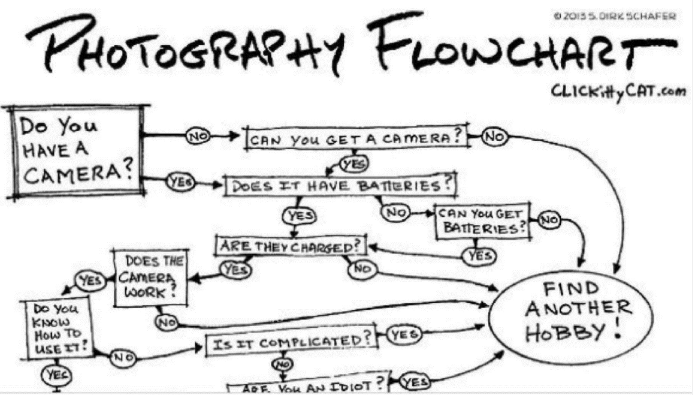 © 2013 S. DIRK SCHAFER
PHOTOGRAPHY FLOWCHART
CLICKittyCAT.com
DO YOU
HAVE A
CAMERA?
NO
CAN YOU GET A CAMERA?
NO
YES
YES
DOES IT HAVE BATTERIES?
YES
NO
CAN YOU GET
BATTERIES?
NO
YES
ARE THEY CHARGED?
YES
NO
DOES THE
CAMERA
WORK?
YES
NO
DO YOU
KNOW
HOW TO
USE IT?
YES
NO
IS IT COMPLICATED?
YES
NO
ARE YOU AN IDIOT?
YES
FIND
ANOTHER
HOBBY!